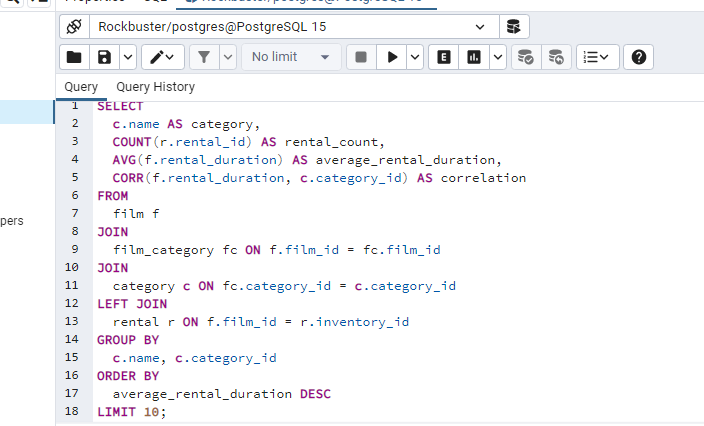 Rockbuster/postgres@PostgreSQL 15
Rockbuster/postgres@PostgreSQL 15
No limit
E
Query Query History
1 SELECT
2 c.name AS category,
3 COUNT(r.rental_id) AS rental_count,
4 AVG(f.rental_duration) AS average_rental_duration,
5 CORR(f.rental_duration, c.category_id) AS correlation
6 FROM
7 film f
8 JOIN
9 film_category fc ON f.film_id = fc.film_id
10 JOIN
11 category c ON fc.category_id = c.category_id
12 LEFT JOIN
13 rental r ON f.film_id = r.inventory_id
pers
14 GROUP BY
15 c.name, c.category_id
16 ORDER BY
17 average_rental_duration DESC
18 LIMIT 10;